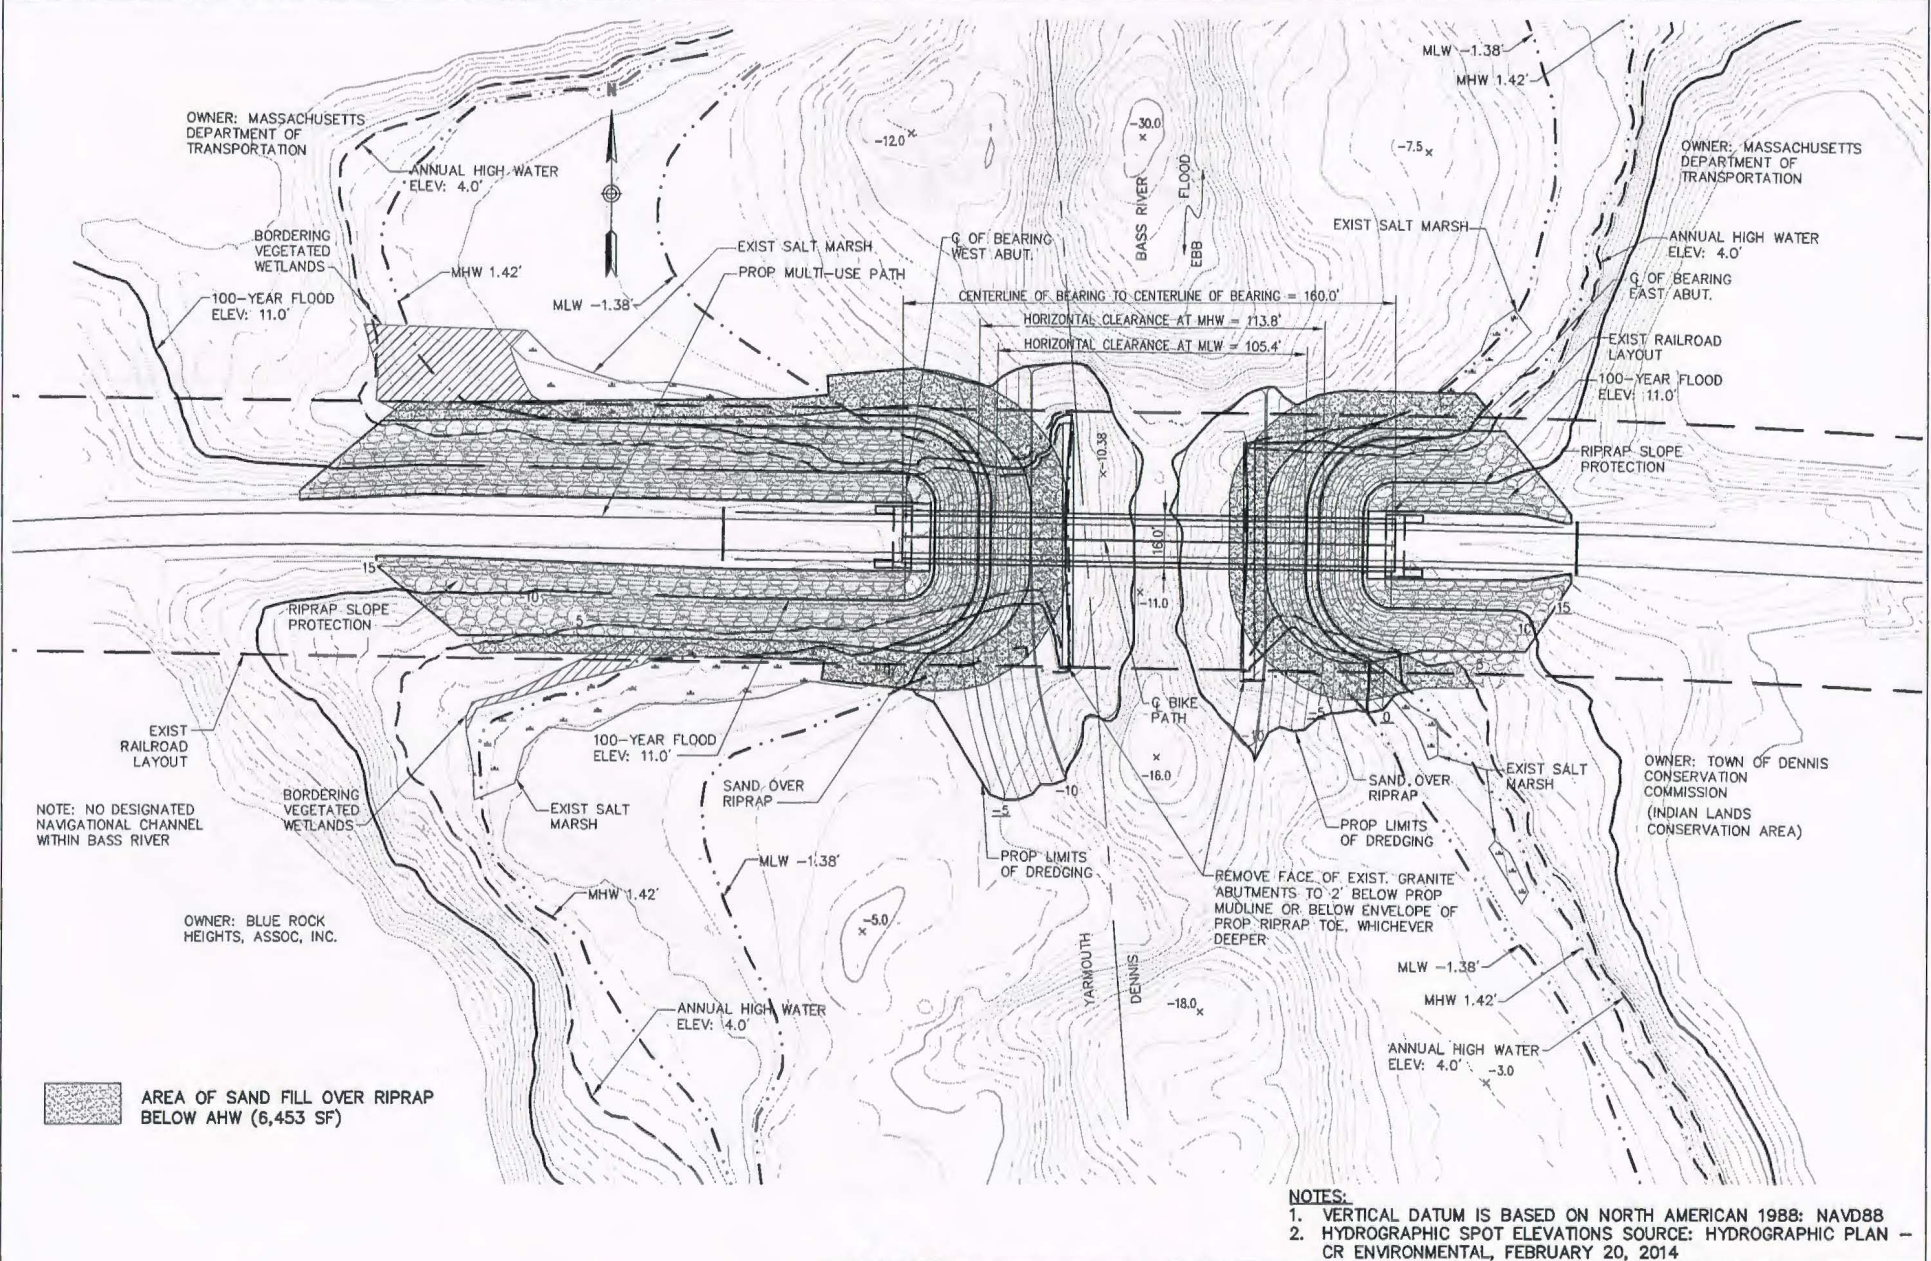 MLW -1.38'
MHW 1.42'
OWNER: MASSACHUSETTS
DEPARTMENT OF
TRANSPORTATION
N
ANNUAL HIGH WATER
ELEV: 4.0'
-12.0
-30.0
-7.5
BASS RIVER
FLOOD
EBB
OWNER: MASSACHUSETTS
DEPARTMENT OF
TRANSPORTATION
BORDERING
VEGETATED
WETLANDS
MHW 1.42'
100-YEAR FLOOD
ELEV: 11.0'
MLW -1.38'
EXIST SALT MARSH
PROP MULTI-USE PATH
℄ OF BEARING
WEST ABUT.
EXIST SALT MARSH
ANNUAL HIGH WATER
ELEV: 4.0'
℄ OF BEARING
EAST ABUT.
CENTERLINE OF BEARING TO CENTERLINE OF BEARING = 160.0'
HORIZONTAL CLEARANCE AT MHW = 113.8'
HORIZONTAL CLEARANCE AT MLW = 105.4'
EXIST RAILROAD
LAYOUT
100-YEAR FLOOD
ELEV: 11.0'
RIPRAP SLOPE
PROTECTION
-10.38
16.0'
15
10
5
RIPRAP SLOPE
PROTECTION
-11.0
15
10
5
EXIST
RAILROAD
LAYOUT
100-YEAR FLOOD
ELEV: 11.0'
℄ BIKE
PATH
-5
0
-10
-16.0
BORDERING
VEGETATED
WETLANDS
EXIST SALT
MARSH
SAND OVER
RIPRAP
-5
-10
SAND OVER
RIPRAP
EXIST SALT
MARSH
OWNER: TOWN OF DENNIS
CONSERVATION
COMMISSION
(INDIAN LANDS
CONSERVATION AREA)
NOTE: NO DESIGNATED
NAVIGATIONAL CHANNEL
WITHIN BASS RIVER
PROP LIMITS
OF DREDGING
PROP LIMITS
OF DREDGING
MLW -1.38'
MHW 1.42'
REMOVE FACE OF EXIST. GRANITE
ABUTMENTS TO 2' BELOW PROP
MUDLINE OR BELOW ENVELOPE OF
PROP RIPRAP TOE, WHICHEVER
DEEPER
OWNER: BLUE ROCK
HEIGHTS, ASSOC, INC.
-5.0
YARMOUTH
DENNIS
-18.0
MLW -1.38'
MHW 1.42'
ANNUAL HIGH WATER
ELEV: 4.0'
ANNUAL HIGH WATER
ELEV: 4.0'
-3.0
AREA OF SAND FILL OVER RIPRAP
BELOW AHW (6,453 SF)
NOTES:
1. VERTICAL DATUM IS BASED ON NORTH AMERICAN 1988: NAVD88
2. HYDROGRAPHIC SPOT ELEVATIONS SOURCE: HYDROGRAPHIC PLAN –
CR ENVIRONMENTAL, FEBRUARY 20, 2014